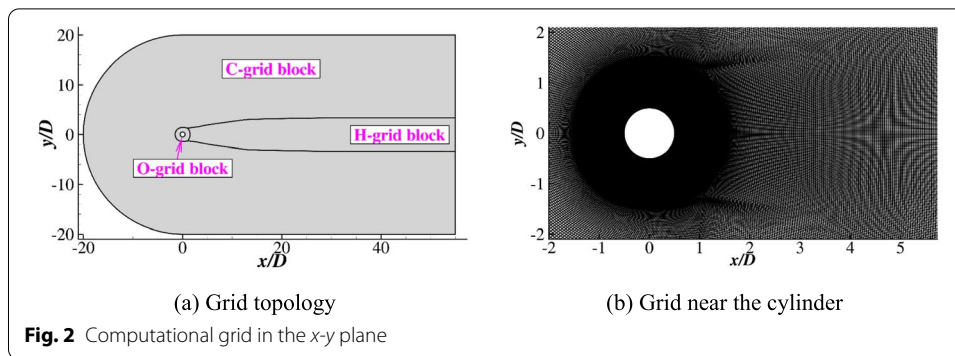 20
10
0
-10
-20
y/D
C-grid block
H-grid block
O-grid block
-20
0
20
40
x/D
2
1
0
-1
-2
y/D
-2
-1
0
1
2
3
4
5
x/D
(a) Grid topology
(b) Grid near the cylinder
Fig. 2 Computational grid in the x-y plane